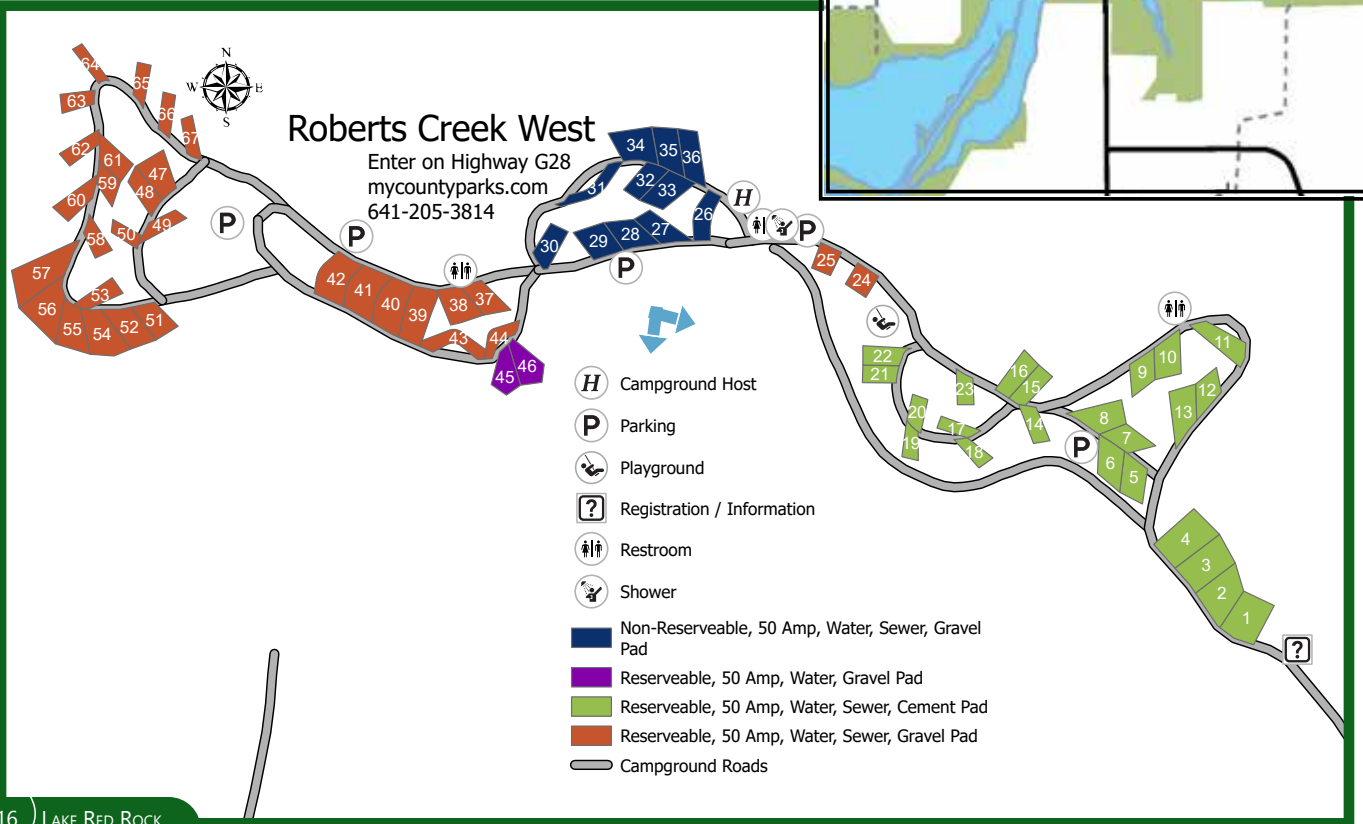 N
W E
S
Roberts Creek West
Enter on Highway G28
mycountyparks.com
641-205-3814
64
65
63
66
67
62
61
47
59
48
60
49
50
58
57
53
56
55
54
52
51
P
P
42
41
40
39
38
37
43
44
45
46
34
35
36
31
32
33
26
30
29
28
27
P
H
P
25
24
22
21
23
16
15
20
19
17
18
14
11
10
9
12
13
8
7
P
6
5
4
3
2
1
?
H Campground Host
P Parking
Playground
? Registration / Information
Restroom
Shower
Non-Reserveable, 50 Amp, Water, Sewer, Gravel
Pad
Reserveable, 50 Amp, Water, Gravel Pad
Reserveable, 50 Amp, Water, Sewer, Cement Pad
Reserveable, 50 Amp, Water, Sewer, Gravel Pad
Campground Roads
16 LAKE RED ROCK